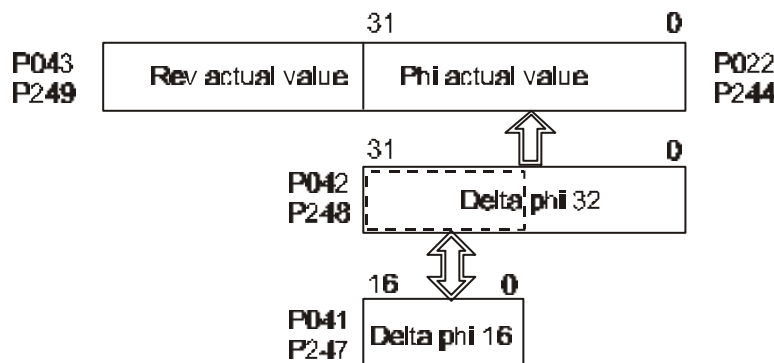 31 0
P043 Rev actual value Phi actual value P022
P249 P244
31 0
P042 Delta phi 32
P248
16 0
P041 Delta phi 16
P247